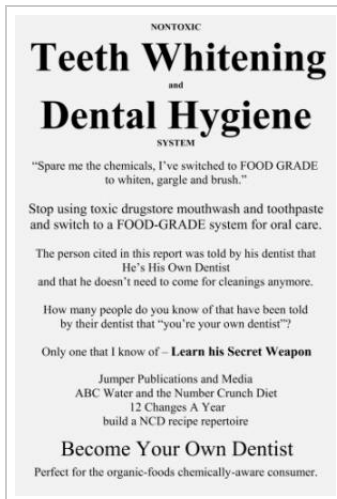 NONTOXIC
Teeth Whitening
and
Dental Hygiene
SYSTEM
“Spare me the chemicals, I’ve switched to FOOD GRADE
to whiten, gargle and brush.”
Stop using toxic drugstore mouthwash and toothpaste
and switch to a FOOD-GRADE system for oral care.
The person cited in this report was told by his dentist that
He’s His Own Dentist
and that he doesn’t need to come for cleanings anymore.
How many people do you know of that have been told
by their dentist that “you’re your own dentist”?
Only one that I know of – Learn his Secret Weapon
Jumper Publications and Media
ABC Water and the Number Crunch Diet
12 Changes A Year
build a NCD recipe repertoire
Become Your Own Dentist
Perfect for the organic-foods chemically-aware consumer.